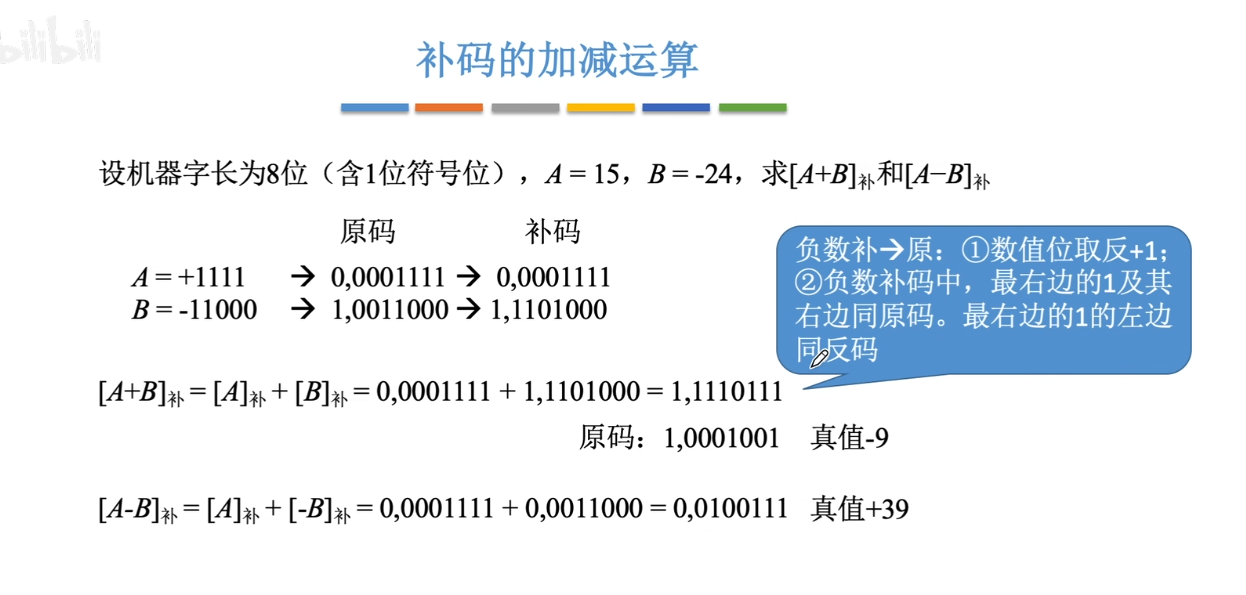 bilibili
补码的加减运算
设机器字长为8位（含1位符号位），A = 15，B = -24，求[A+B]补和[A−B]补
原码 补码
A = +1111 → 0,0001111 → 0,0001111
B = -11000 → 1,0011000 → 1,1101000
负数补→原：①数值位取反+1；
②负数补码中，最右边的1及其
右边同原码。最右边的1的左边
同反码
[A+B]补 = [A]补 + [B]补 = 0,0001111 + 1,1101000 = 1,1110111
原码：1,0001001 真值-9
[A-B]补 = [A]补 + [-B]补 = 0,0001111 + 0,0011000 = 0,0100111 真值+39